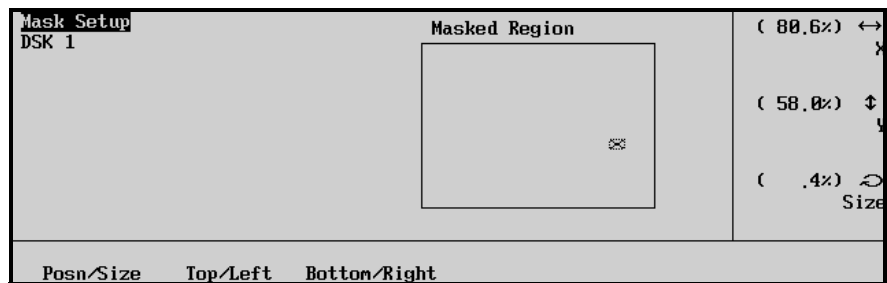 Mask Setup
DSK 1
Masked Region
( 80.6%) ↔
X
( 58.0%) ↕
Y
( .4%)
Size
Posn/Size Top/Left Bottom/Right